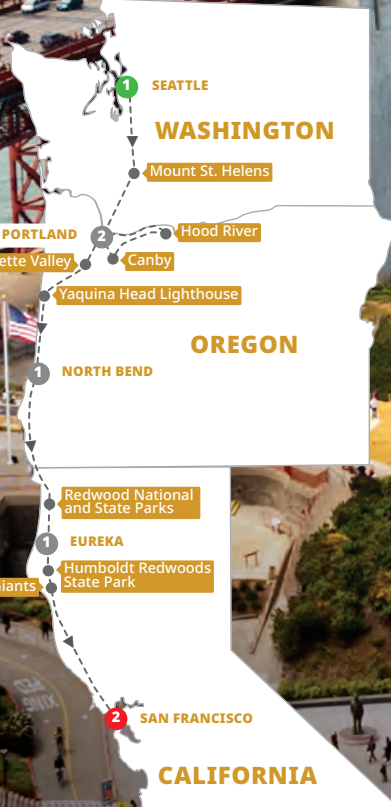 1 SEATTLE
WASHINGTON
Mount St. Helens
PORTLAND 2
Hood River
ette Valley
Canby
Yaquina Head Lighthouse
OREGON
1 NORTH BEND
Redwood National
and State Parks
1 EUREKA
Humboldt Redwoods
State Park
Giants
2 SAN FRANCISCO
CALIFORNIA